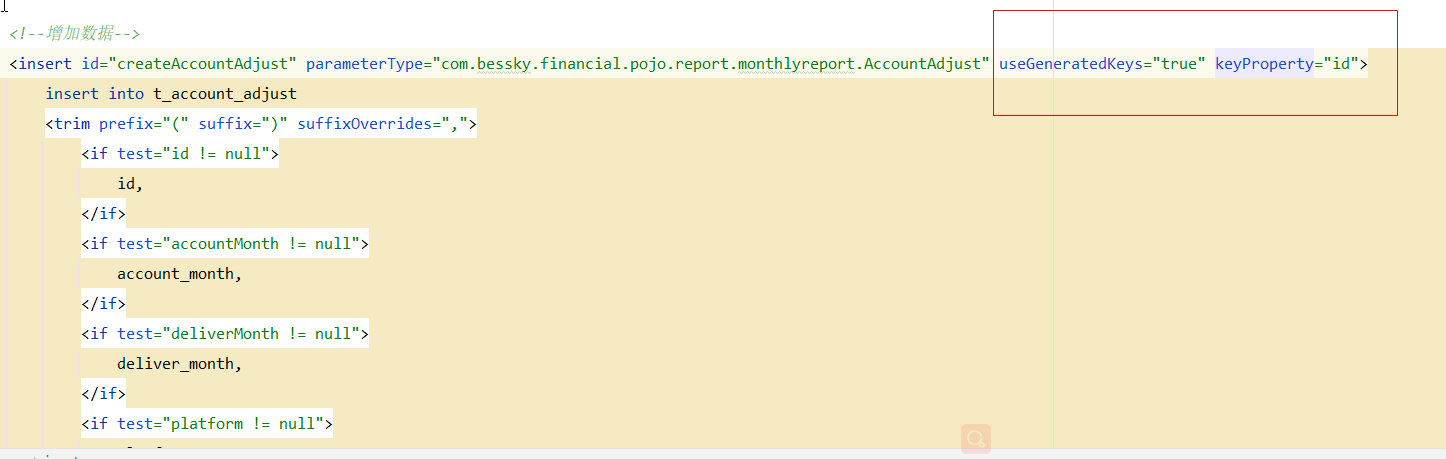 <!--增加数据-->
<insert id="createAccountAdjust" parameterType="com.bessky.financial.pojo.report.monthlyreport.AccountAdjust" useGeneratedKeys="true" keyProperty="id">
insert into t_account_adjust
<trim prefix="(" suffix=")" suffixOverrides=",">
<if test="id != null">
id,
</if>
<if test="accountMonth != null">
account_month,
</if>
<if test="deliverMonth != null">
deliver_month,
</if>
<if test="platform != null">